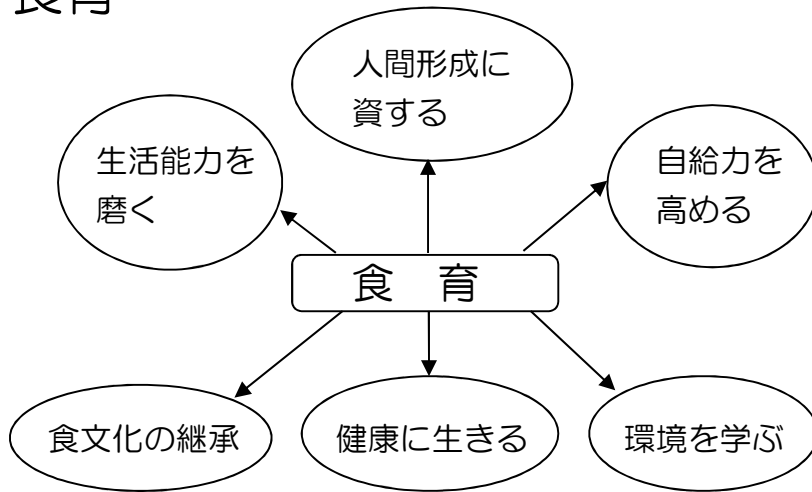 食育
人間形成に
資する
生活能力を
磨く
自給力を
高める
食 育
食文化の継承
健康に生きる
環境を学ぶ